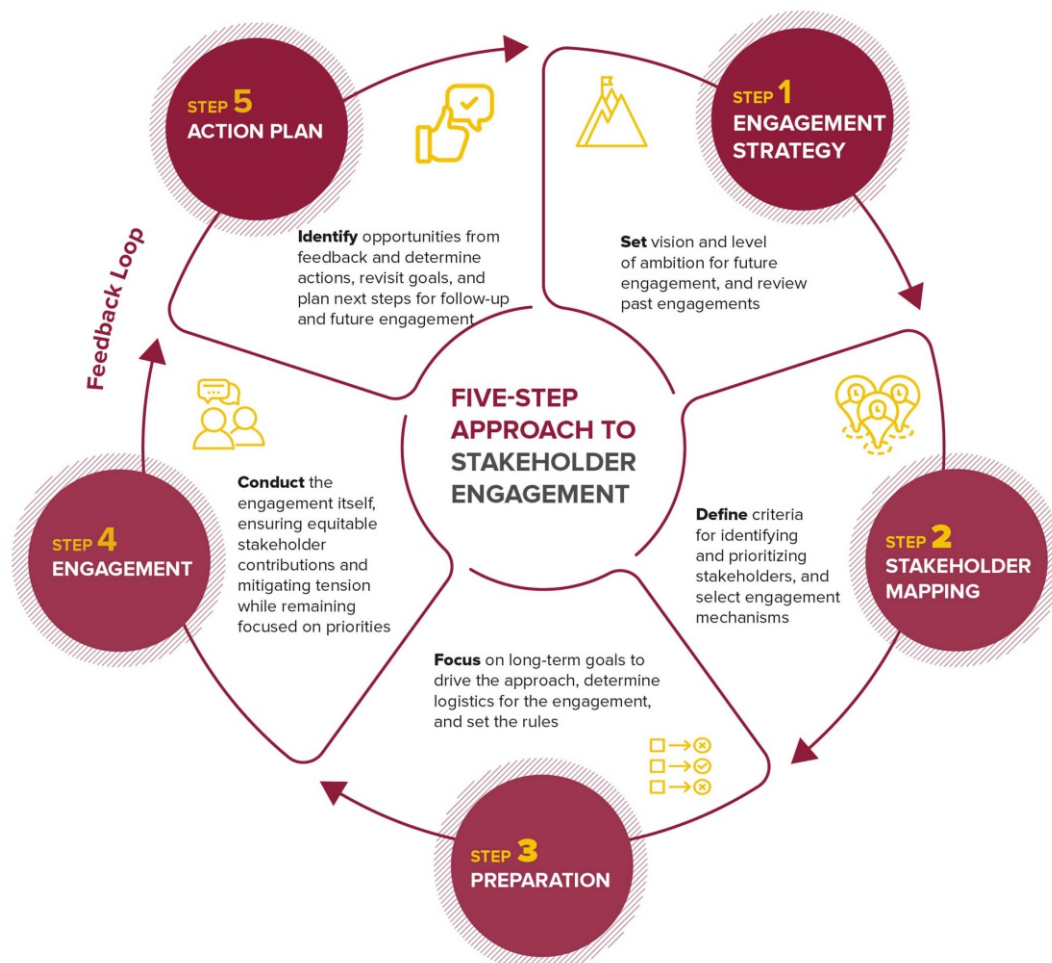 FIVE-STEP
APPROACH TO
STAKEHOLDER
ENGAGEMENT
STEP 1
ENGAGEMENT
STRATEGY
Set vision and level
of ambition for future
engagement, and review
past engagements
STEP 2
STAKEHOLDER
MAPPING
Define criteria
for identifying
and prioritizing
stakeholders, and
select engagement
mechanisms
STEP 3
PREPARATION
Focus on long-term goals to
drive the approach, determine
logistics for the engagement,
and set the rules
STEP 4
ENGAGEMENT
Conduct the
engagement itself,
ensuring equitable
stakeholder
contributions and
mitigating tension
while remaining
focused on priorities
Feedback Loop
STEP 5
ACTION PLAN
Identify opportunities from
feedback and determine
actions, revisit goals, and
plan next steps for follow-up
and future engagement